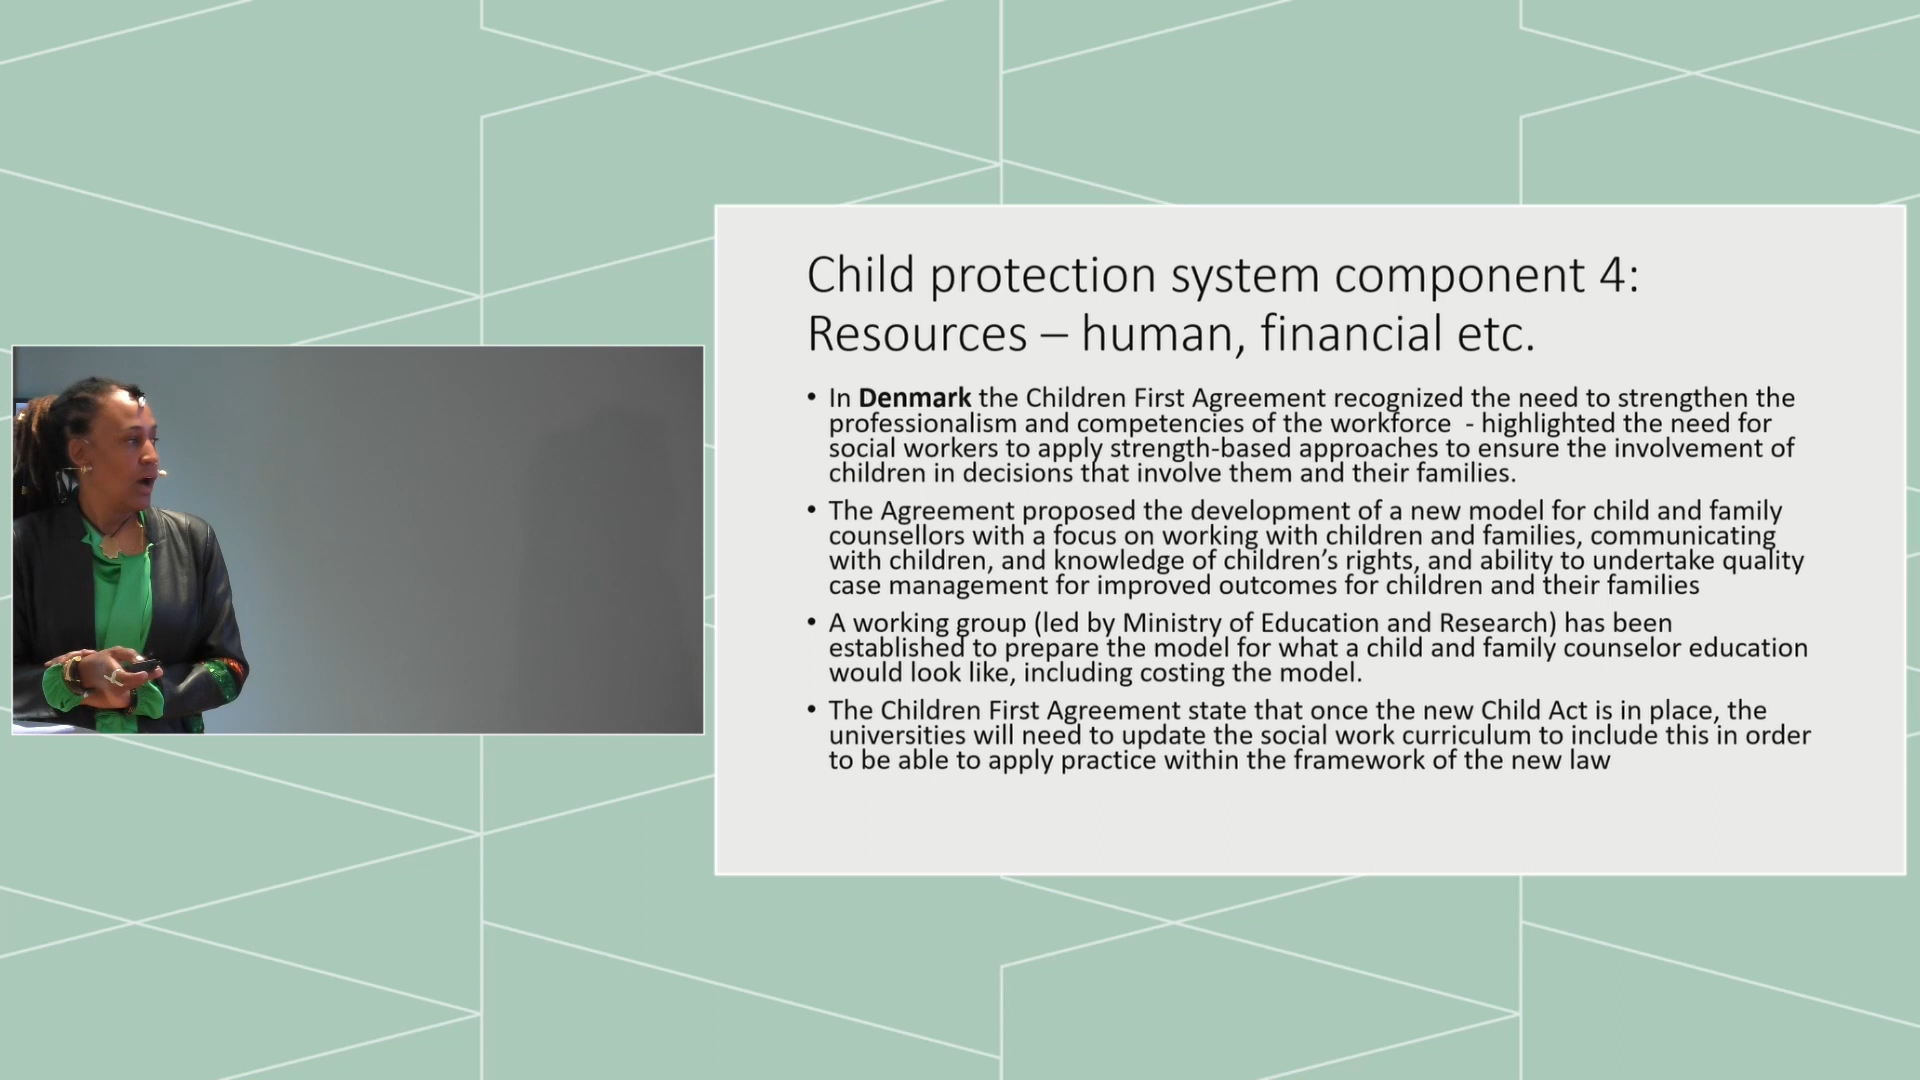 Child protection system component 4:
Resources – human, financial etc.
• In Denmark the Children First Agreement recognized the need to strengthen the
professionalism and competencies of the workforce  - highlighted the need for
social workers to apply strength-based approaches to ensure the involvement of
children in decisions that involve them and their families.
• The Agreement proposed the development of a new model for child and family
counsellors with a focus on working with children and families, communicating
with children, and knowledge of children’s rights, and ability to undertake quality
case management for improved outcomes for children and their families
• A working group (led by Ministry of Education and Research) has been
established to prepare the model for what a child and family counselor education
would look like, including costing the model.
• The Children First Agreement state that once the new Child Act is in place, the
universities will need to update the social work curriculum to include this in order
to be able to apply practice within the framework of the new law